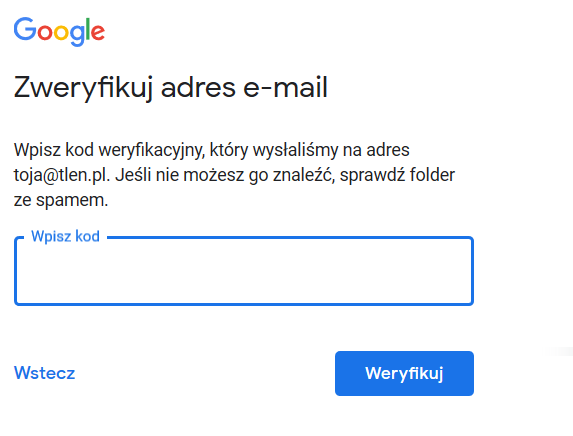 Google
Zweryfikuj adres e-mail
Wpisz kod weryfikacyjny, który wysłaliśmy na adres
toja@tlen.pl. Jeśli nie możesz go znaleźć, sprawdź folder
ze spamem.
Wpisz kod
Wstecz
Weryfikuj